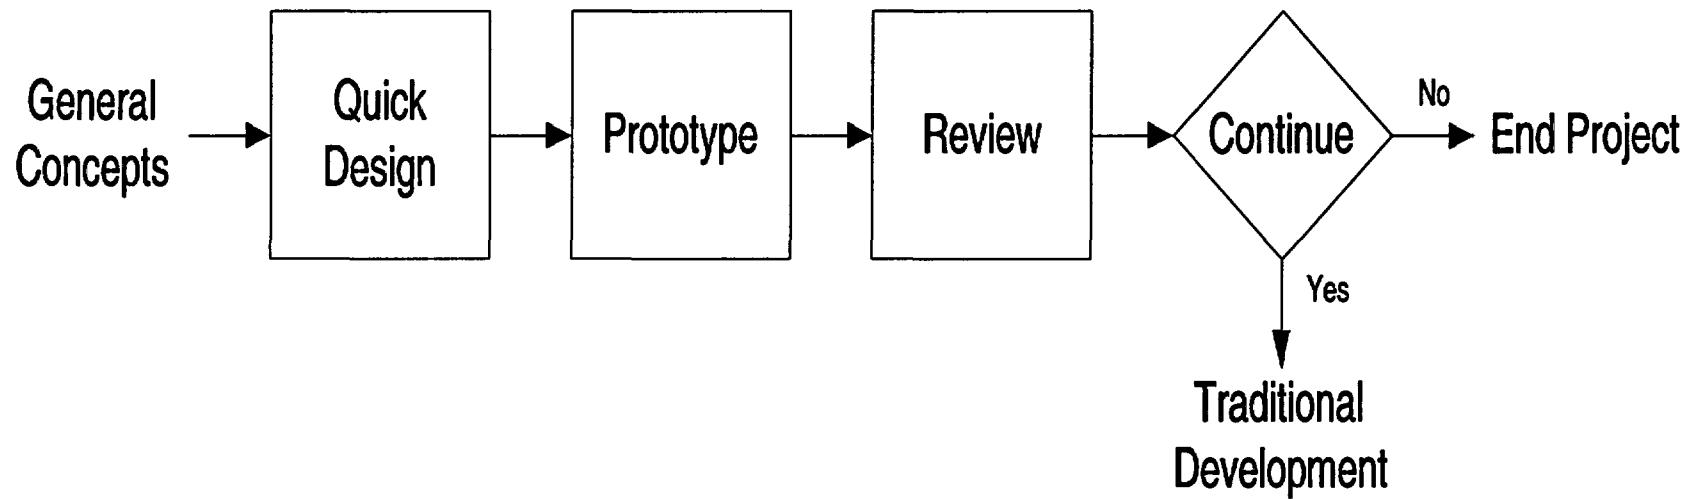 General
Concepts
Quick
Design
Prototype
Review
Continue
No
End Project
Yes
Traditional
Development